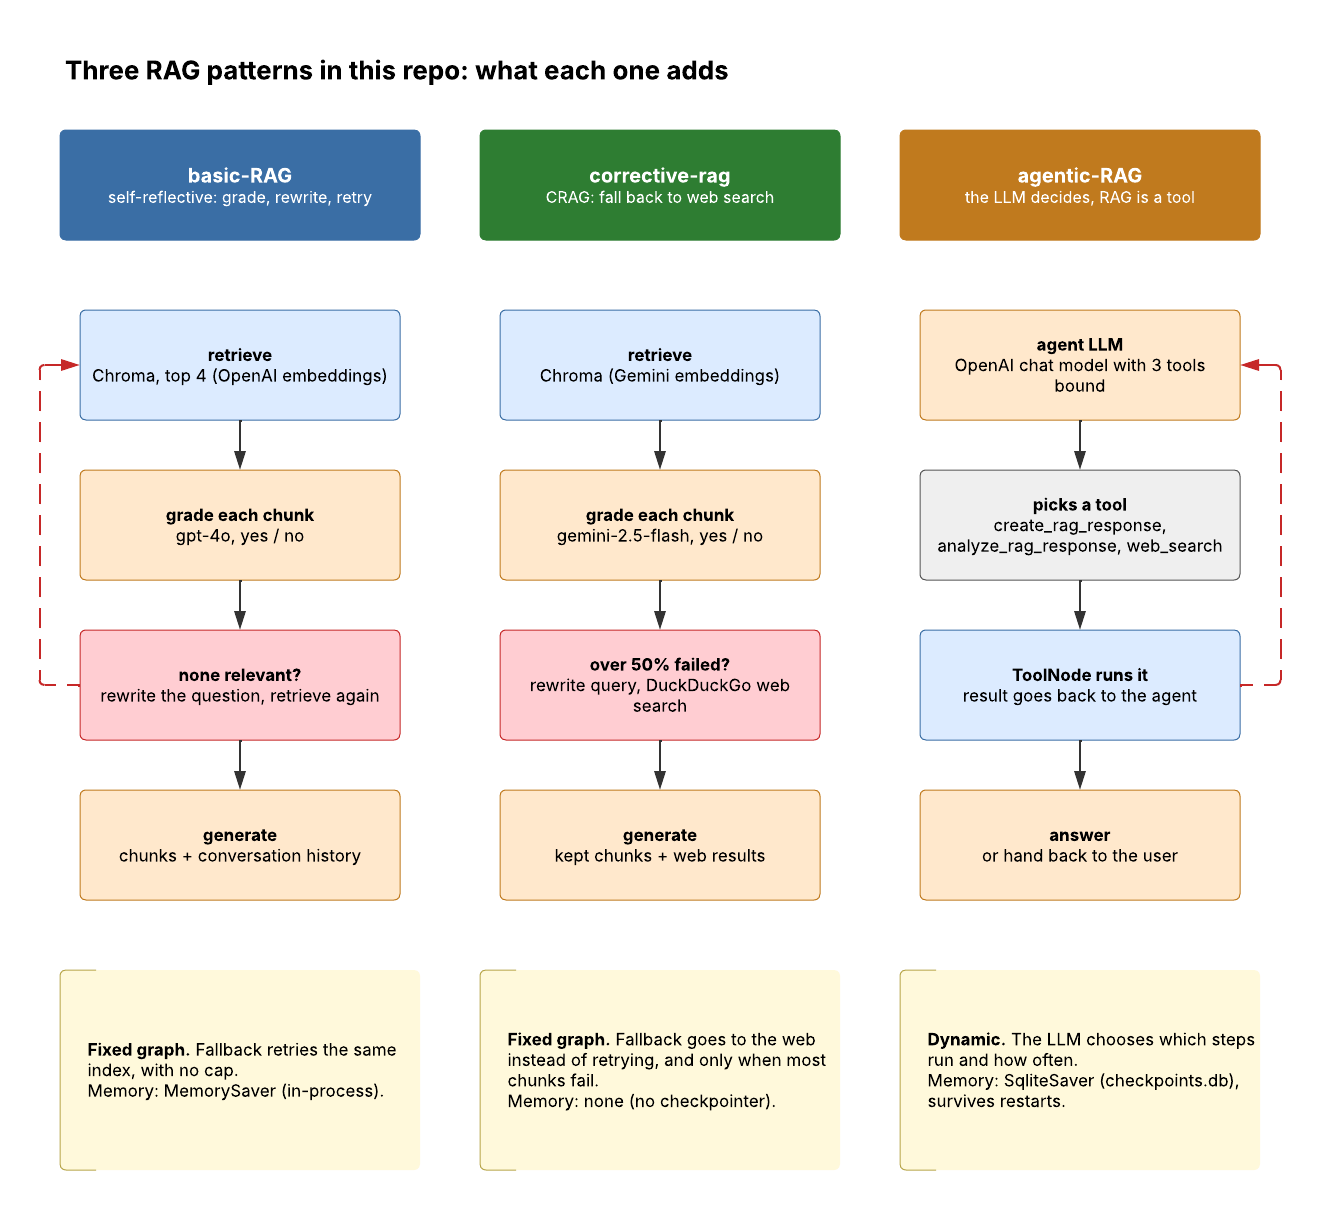 Three RAG patterns in this repo: what each one adds
basic-RAG
self-reflective: grade, rewrite, retry
retrieve
Chroma, top 4 (OpenAI embeddings)
grade each chunk
gpt-4o, yes / no
none relevant?
rewrite the question, retrieve again
generate
chunks + conversation history
Fixed graph. Fallback retries the same
index, with no cap.
Memory: MemorySaver (in-process).
corrective-rag
CRAG: fall back to web search
retrieve
Chroma (Gemini embeddings)
grade each chunk
gemini-2.5-flash, yes / no
over 50% failed?
rewrite query, DuckDuckGo web
search
generate
kept chunks + web results
Fixed graph. Fallback goes to the web
instead of retrying, and only when most
chunks fail.
Memory: none (no checkpointer).
agentic-RAG
the LLM decides, RAG is a tool
agent LLM
OpenAI chat model with 3 tools
bound
picks a tool
create_rag_response,
analyze_rag_response, web_search
ToolNode runs it
result goes back to the agent
answer
or hand back to the user
Dynamic. The LLM chooses which steps
run and how often.
Memory: SqliteSaver (checkpoints.db),
survives restarts.